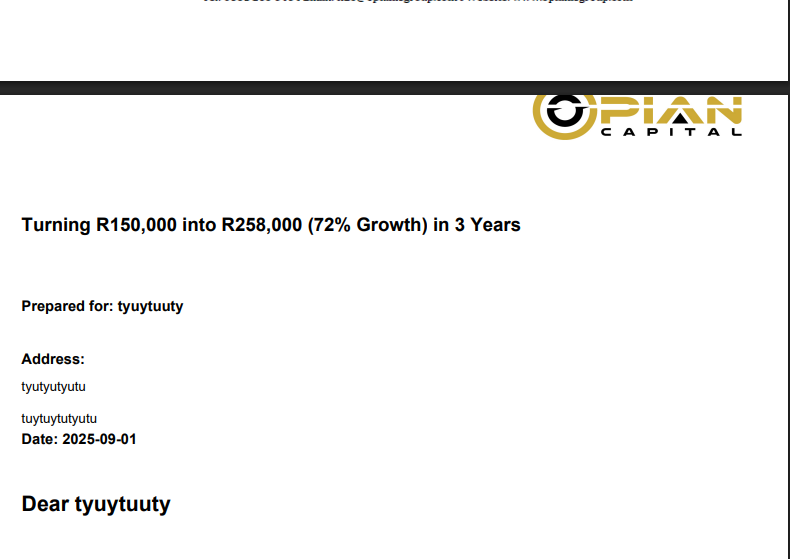 OPIAN
CAPITAL
Turning R150,000 into R258,000 (72% Growth) in 3 Years
Prepared for: tyuytuuty
Address:
tyutyutyutu
tuytuytutyutu
Date: 2025-09-01
Dear tyuytuuty